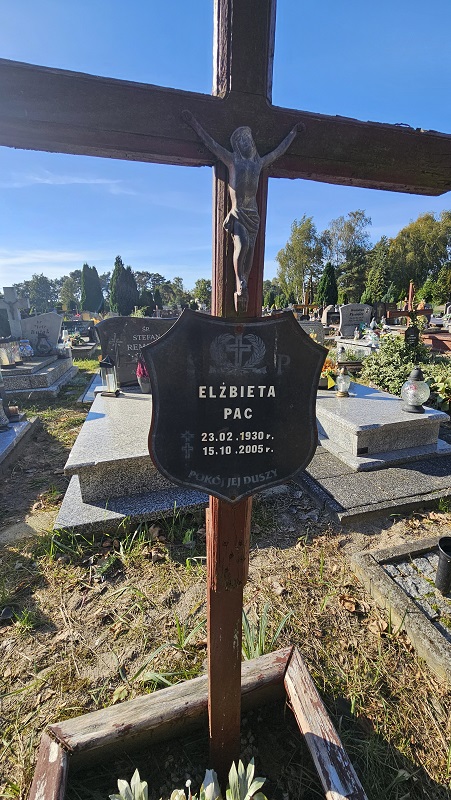 Ś P
ELŻBIETA
PAC
23.02.1930 r.
15.10.2005 r.
POKÓJ JEJ DUSZY